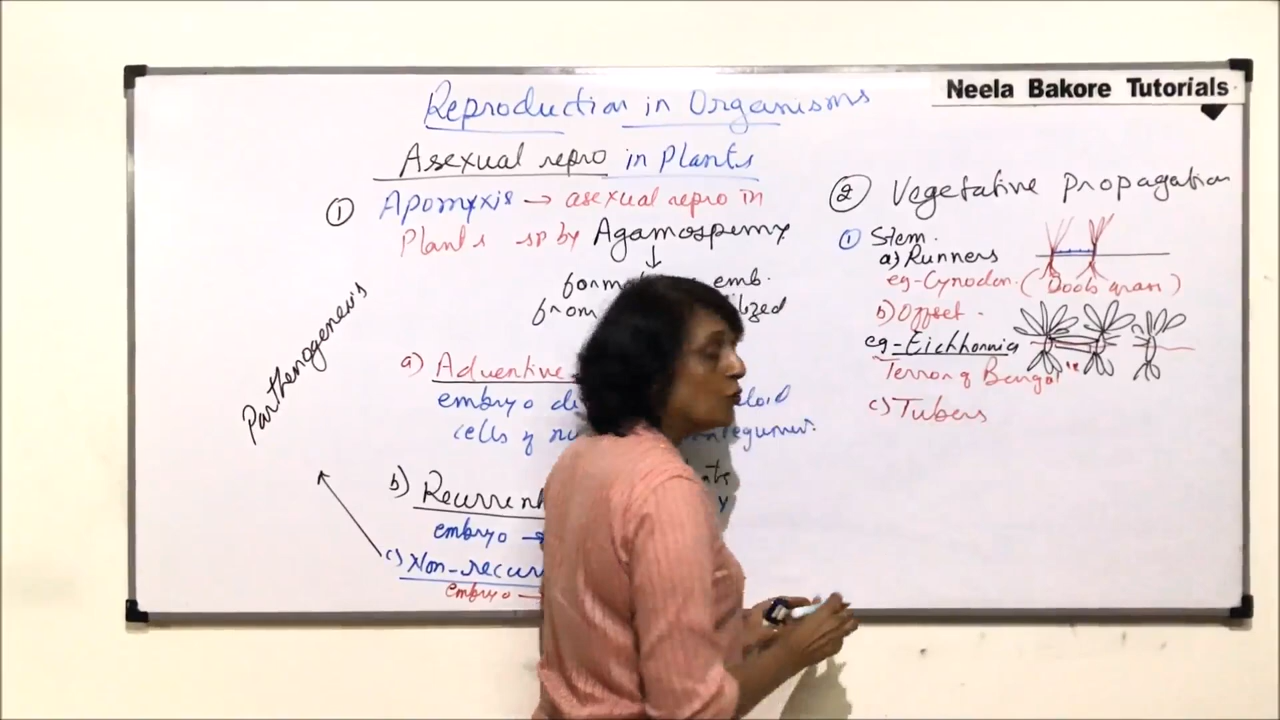 Neela Bakore Tutorials
Reproduction in Organisms
Asexual repro in Plants
① Apomyxis → asexual repro in
Plants sp by Agamospermy
↓
emb.
from
a) Adventive
embryo
cells of
b) Recurrent
embryo →
c) Non-recurr
embryo →
Parthenogenesis
② Vegetative Propagation
① Stem.
a) Runners
eg-Cynodon. (Doob grass)
b) Offset -
eg-Eichhornia
Terror of Bengal"
c) Tubers